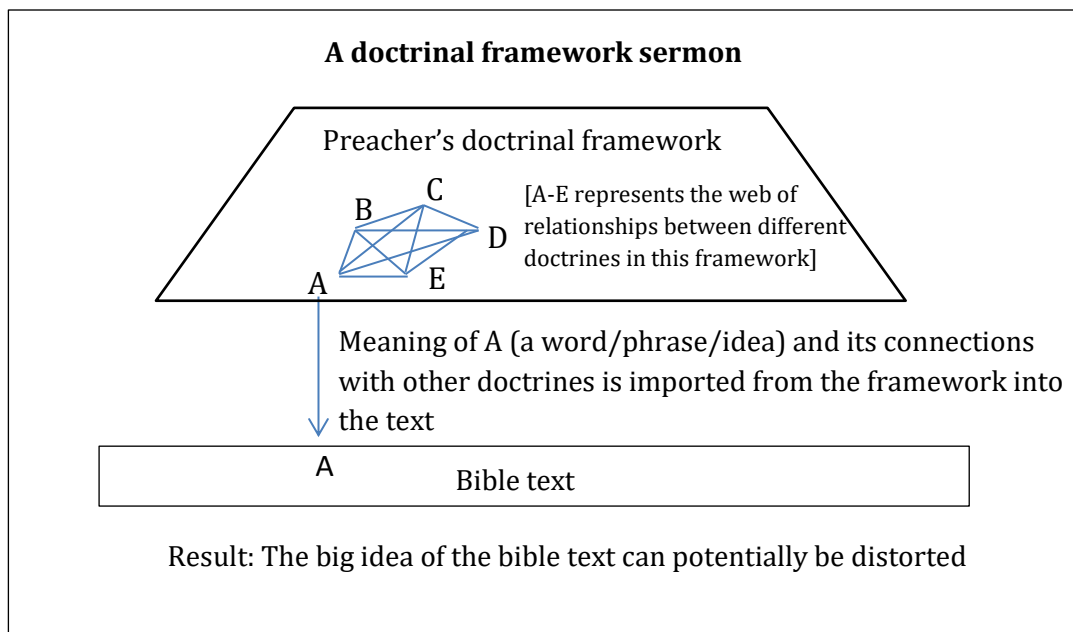 A doctrinal framework sermon
Preacher’s doctrinal framework
[A-E represents the web of
relationships between different
doctrines in this framework]
C
B
D
A
E
Meaning of A (a word/phrase/idea) and its connections
with other doctrines is imported from the framework into
the text
A
Bible text
Result: The big idea of the bible text can potentially be distorted